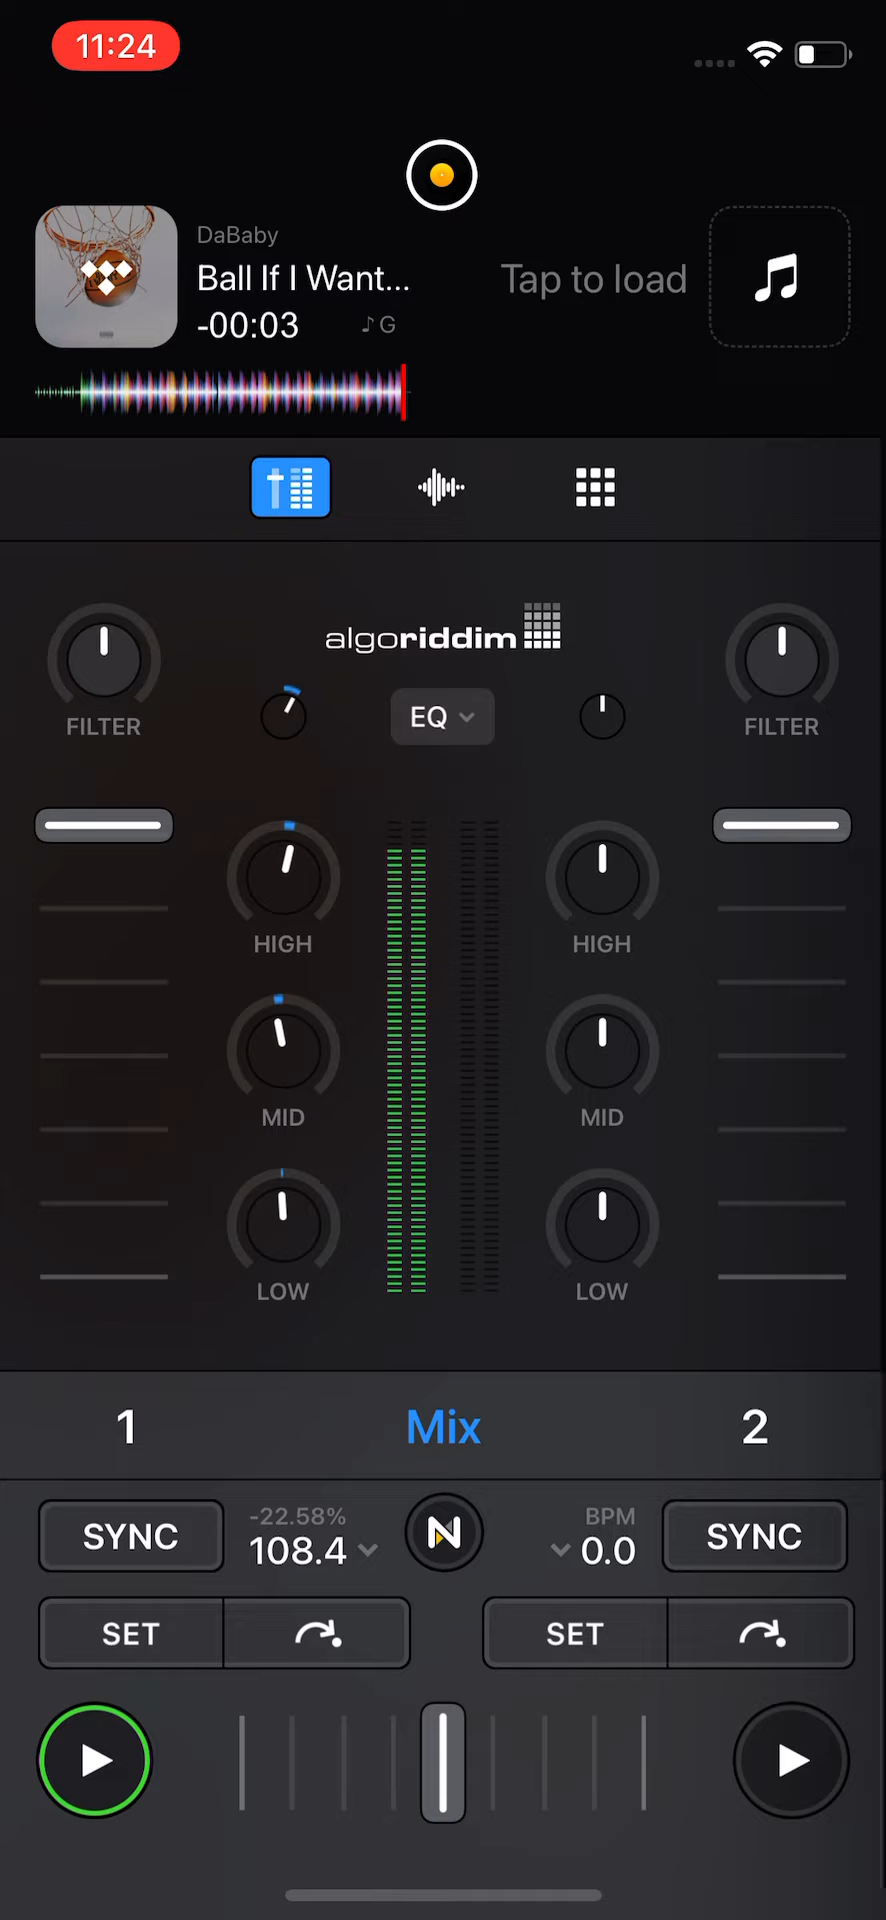 11:24
DaBaby
Ball If I Want...
-00:03
G
Tap to load
algoriddim
FILTER
EQ
FILTER
HIGH
HIGH
MID
MID
LOW
LOW
1
Mix
2
SYNC
-22.58%
108.4
BPM
0.0
SYNC
SET
SET